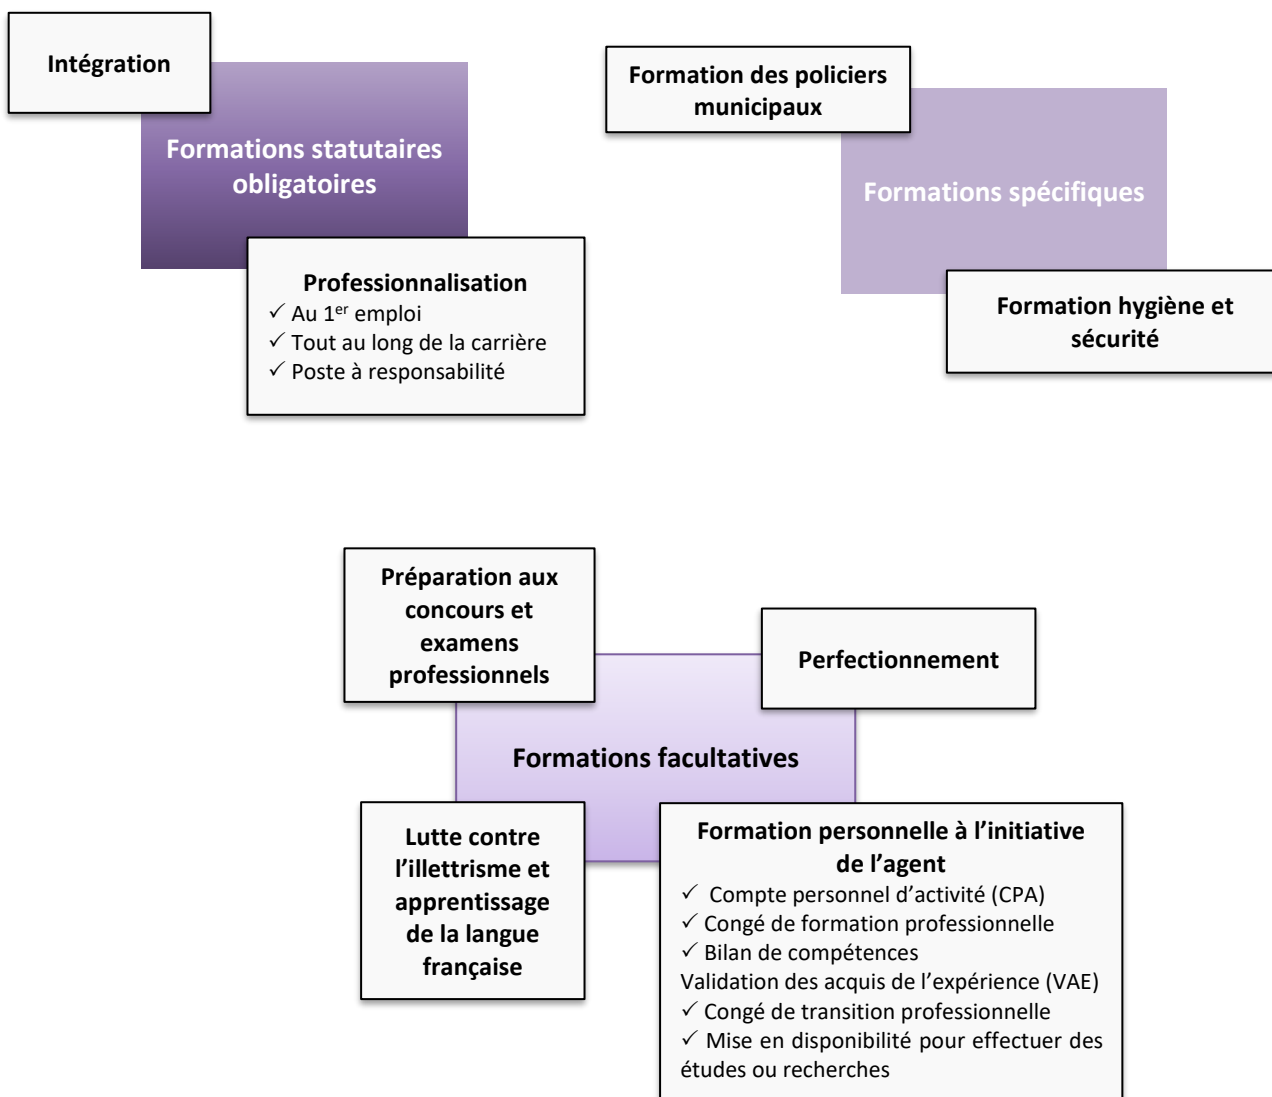 Intégration
Formations statutaires
obligatoires
Professionnalisation
✓ Au 1er emploi
✓ Tout au long de la carrière
✓ Poste à responsabilité
Formation des policiers
municipaux
Formations spécifiques
Formation hygiène et
sécurité
Préparation aux
concours et
examens
professionnels
Perfectionnement
Formations facultatives
Lutte contre
l’illettrisme et
apprentissage
de la langue
française
Formation personnelle à l’initiative
de l’agent
✓ Compte personnel d’activité (CPA)
✓ Congé de formation professionnelle
✓ Bilan de compétences
Validation des acquis de l’expérience (VAE)
✓ Congé de transition professionnelle
✓ Mise en disponibilité pour effectuer des
études ou recherches